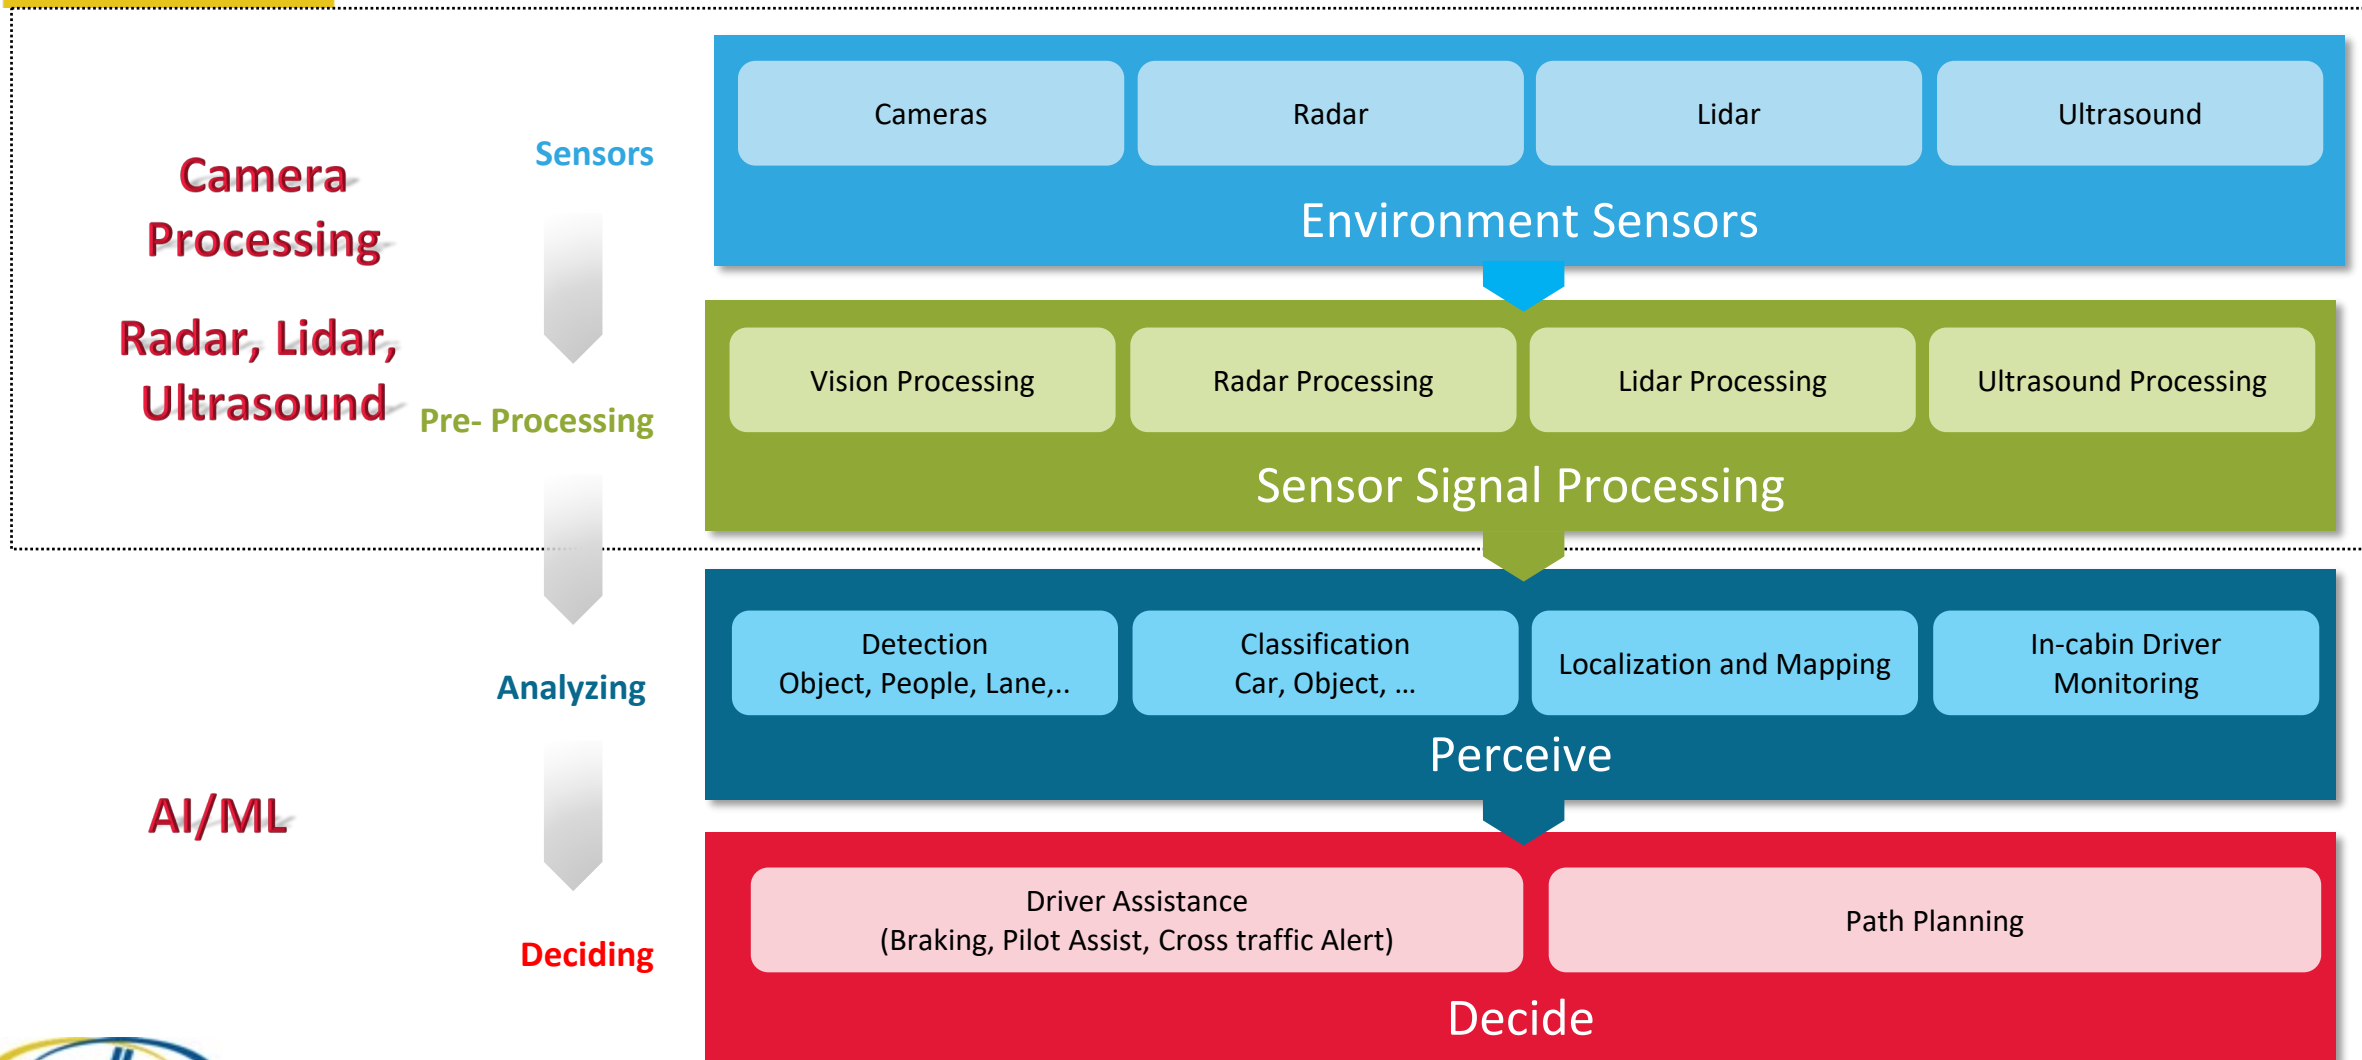 Camera
Processing
Radar, Lidar,
Ultrasound
AI/ML
Sensors
Pre- Processing
Analyzing
Deciding
Cameras
Radar
Lidar
Ultrasound
Environment Sensors
Vision Processing
Radar Processing
Lidar Processing
Ultrasound Processing
Sensor Signal Processing
Detection
Object, People, Lane,..
Classification
Car, Object, ...
Localization and Mapping
In-cabin Driver
Monitoring
Perceive
Driver Assistance
(Braking, Pilot Assist, Cross traffic Alert)
Path Planning
Decide